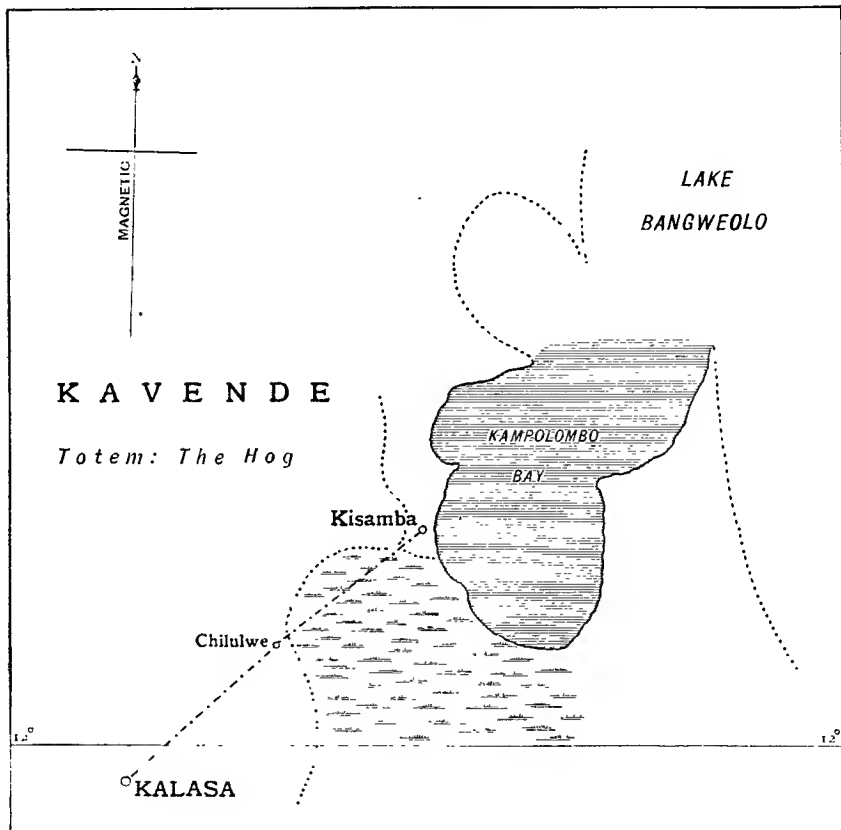 N
MAGNETIC
LAKE
BANGWEOLO
KAVENDE
Totem: The Hog
KAMPOLOMBO
BAY
Kisamba
Chilulwe
12°
12°
KALASA